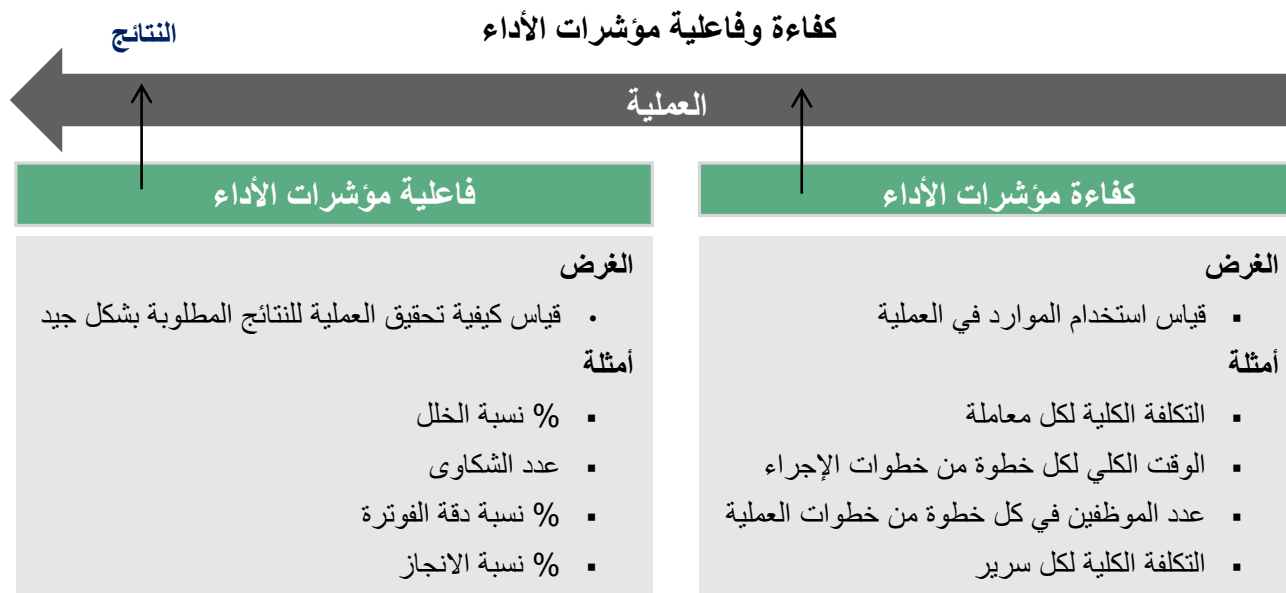 كفاءة وفاعلية مؤشرات الأداء
النتائج
العملية
كفاءة مؤشرات الأداء
الغرض
▪ قياس استخدام الموارد في العملية
أمثلة
▪ التكلفة الكلية لكل معاملة
▪ الوقت الكلي لكل خطوة من خطوات الإجراء
▪ عدد الموظفين في كل خطوة من خطوات العملية
▪ التكلفة الكلية لكل سرير
فاعلية مؤشرات الأداء
الغرض
• قياس كيفية تحقيق العملية للنتائج المطلوبة بشكل جيد
أمثلة
▪ % نسبة الخلل
▪ عدد الشكاوى
▪ % نسبة دقة الفوترة
▪ % نسبة الانجاز